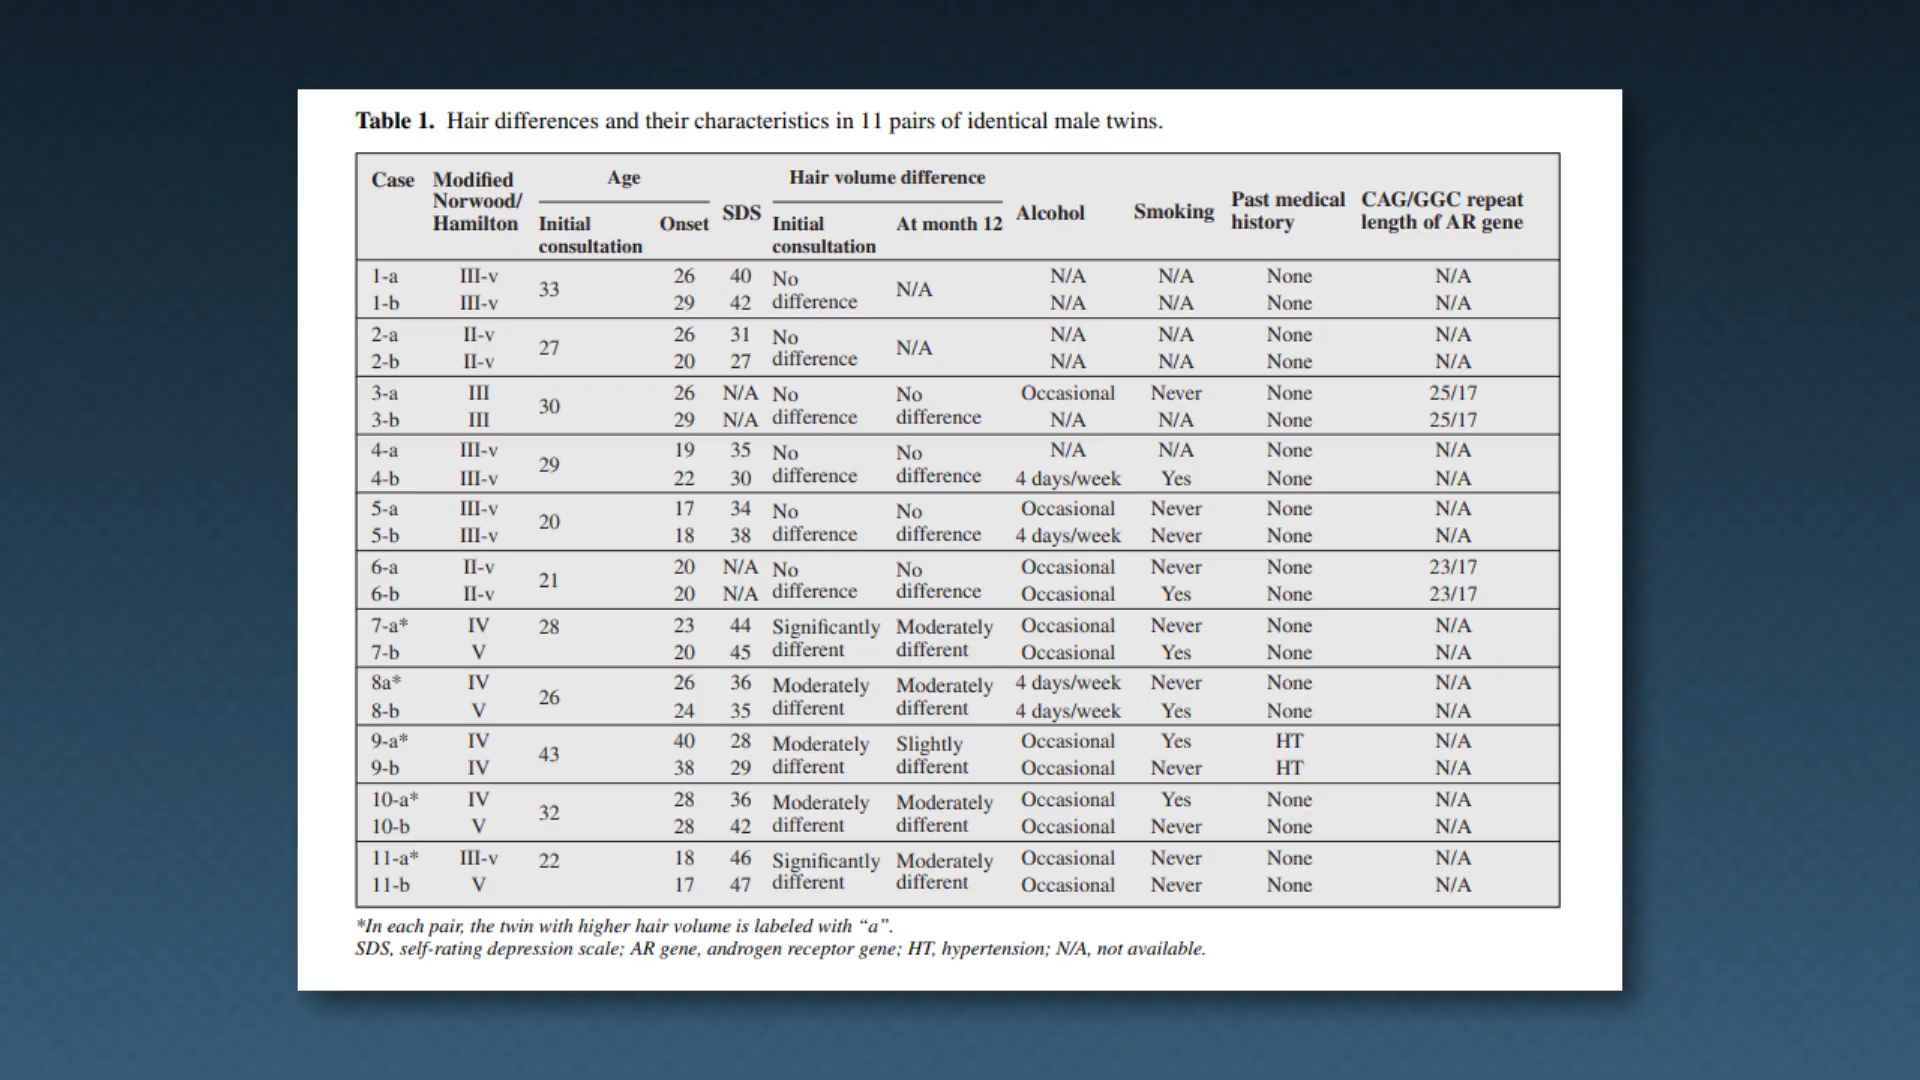 Table 1. Hair differences and their characteristics in 11 pairs of identical male twins.
Case Modified Norwood/ Hamilton Age Initial consultation Onset SDS Hair volume difference Initial consultation At month 12 Alcohol Smoking Past medical history CAG/GGC repeat length of AR gene
1-a III-v 33 26 40 No difference N/A N/A N/A None N/A
1-b III-v 29 42 N/A N/A None N/A
2-a II-v 27 26 31 No difference N/A N/A N/A None N/A
2-b II-v 20 27 N/A N/A None N/A
3-a III 30 26 N/A No difference No difference Occasional Never None 25/17
3-b III 29 N/A N/A N/A None 25/17
4-a III-v 29 19 35 No difference No difference N/A N/A None N/A
4-b III-v 22 30 4 days/week Yes None N/A
5-a III-v 20 17 34 No difference No difference Occasional Never None N/A
5-b III-v 18 38 4 days/week Never None N/A
6-a II-v 21 20 N/A No difference No difference Occasional Never None 23/17
6-b II-v 20 N/A Occasional Yes None 23/17
7-a* IV 28 23 44 Significantly different Moderately different Occasional Never None N/A
7-b V 20 45 Occasional Yes None N/A
8a* IV 26 26 36 Moderately different Moderately different 4 days/week Never None N/A
8-b V 24 35 4 days/week Yes None N/A
9-a* IV 43 40 28 Moderately different Slightly different Occasional Yes HT N/A
9-b IV 38 29 Occasional Never HT N/A
10-a* IV 32 28 36 Moderately different Moderately different Occasional Yes None N/A
10-b V 28 42 Occasional Never None N/A
11-a* III-v 22 18 46 Significantly different Moderately different Occasional Never None N/A
11-b V 17 47 Occasional Never None N/A
*In each pair, the twin with higher hair volume is labeled with “a”.
SDS, self-rating depression scale; AR gene, androgen receptor gene; HT, hypertension; N/A, not available.